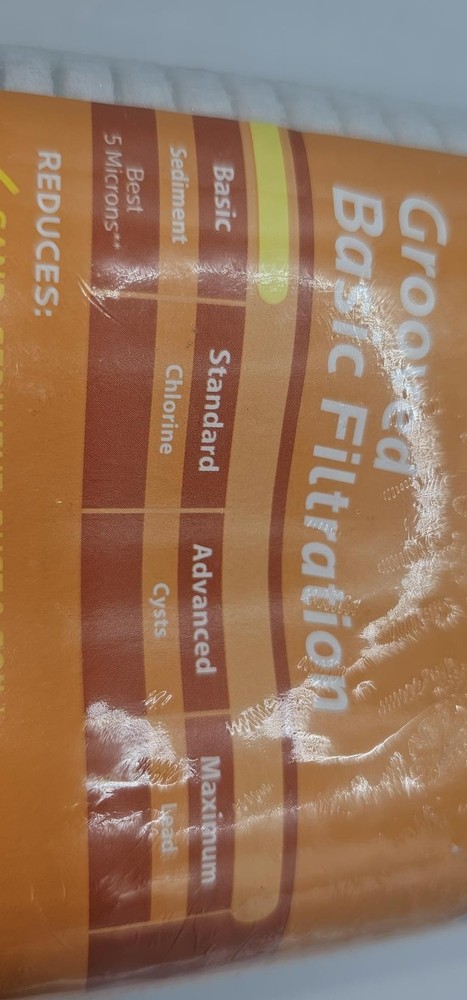 Grooved
Basic Filtration
Basic Standard Advanced Maximum
Sediment Chlorine Cysts Lead
Best
5 Microns**
REDUCES: